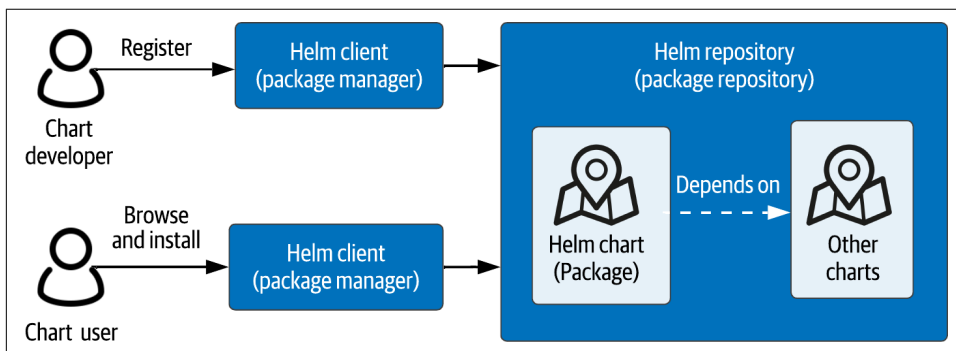 Register
Helm client
(package manager)
Helm repository
(package repository)
Chart
developer
Depends on
Helm chart
(Package)
Other
charts
Browse
and install
Helm client
(package manager)
Chart user